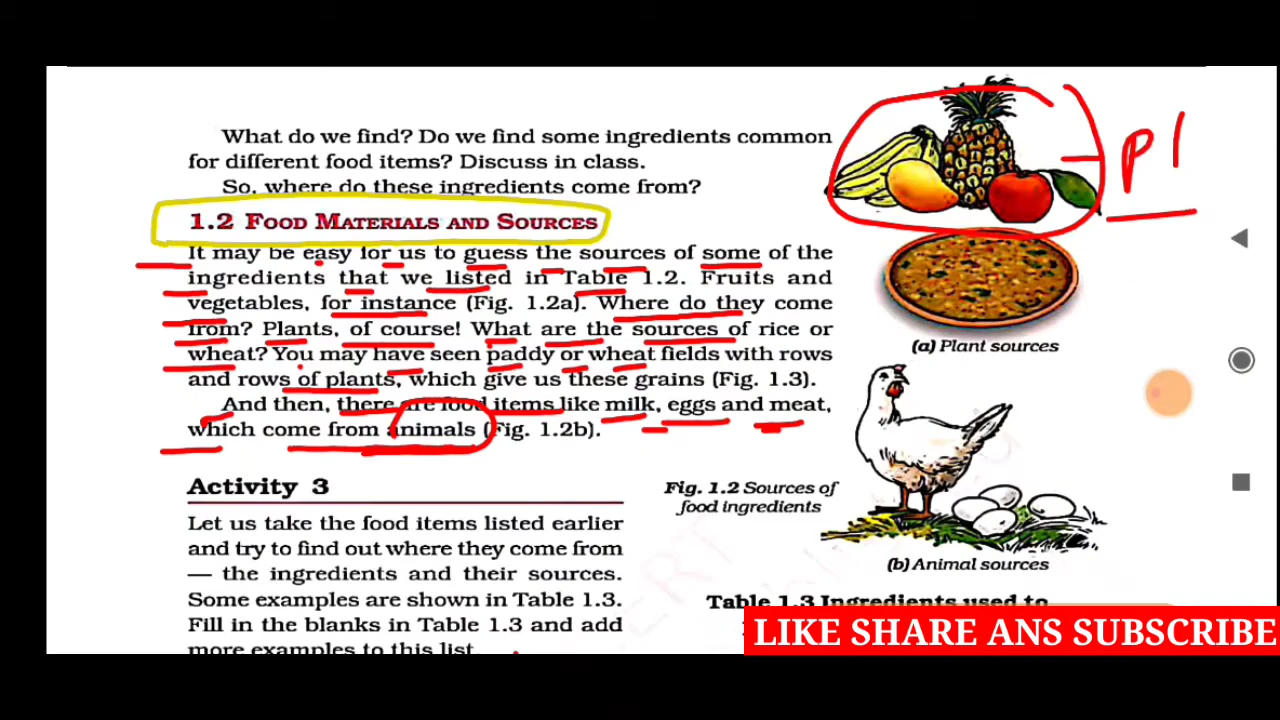 What do we find? Do we find some ingredients common
for different food items? Discuss in class.
So, where do these ingredients come from?
1.2 FOOD MATERIALS AND SOURCES
It may be easy for us to guess the sources of some of the
ingredients that we listed in Table 1.2. Fruits and
vegetables, for instance (Fig. 1.2a). Where do they come
from? Plants, of course! What are the sources of rice or
wheat? You may have seen paddy or wheat fields with rows
and rows of plants, which give us these grains (Fig. 1.3).
And then, there are food items like milk, eggs and meat,
which come from animals (Fig. 1.2b).
Activity 3
Let us take the food items listed earlier
and try to find out where they come from
— the ingredients and their sources.
Some examples are shown in Table 1.3.
Fill in the blanks in Table 1.3 and add
more examples to this list.
Pl
(a) Plant sources
Fig. 1.2 Sources of
food ingredients
(b) Animal sources
Table 1.3 Ingredients used to
LIKE SHARE ANS SUBSCRIBE